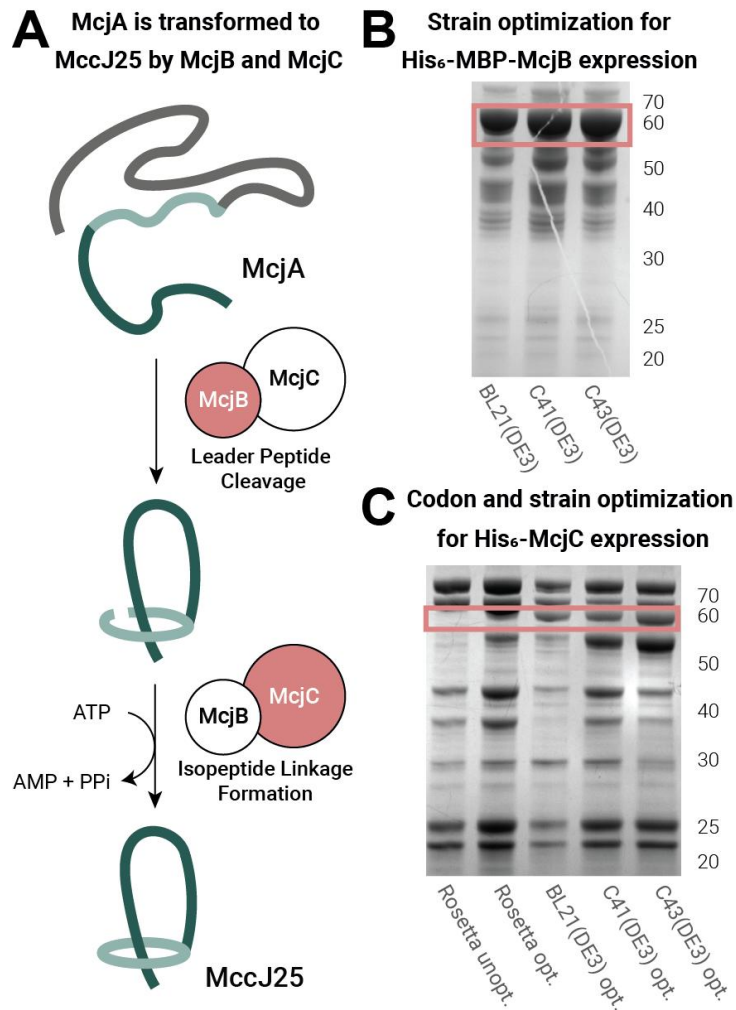 A
McjA is transformed to
MccJ25 by McjB and McjC
McjA
McjC
McjB
Leader Peptide
Cleavage
ATP
McjC
McjB
AMP + PPi
Isopeptide Linkage
Formation
MccJ25
B
Strain optimization for
His₆-MBP-McjB expression
70
60
50
40
30
25
20
BL21(DE3)
C41(DE3)
C43(DE3)
C
Codon and strain optimization
for His₆-McjC expression
70
60
50
40
30
25
20
Rosetta unopt.
Rosetta opt.
BL21(DE3) opt.
C41(DE3) opt.
C43(DE3) opt.